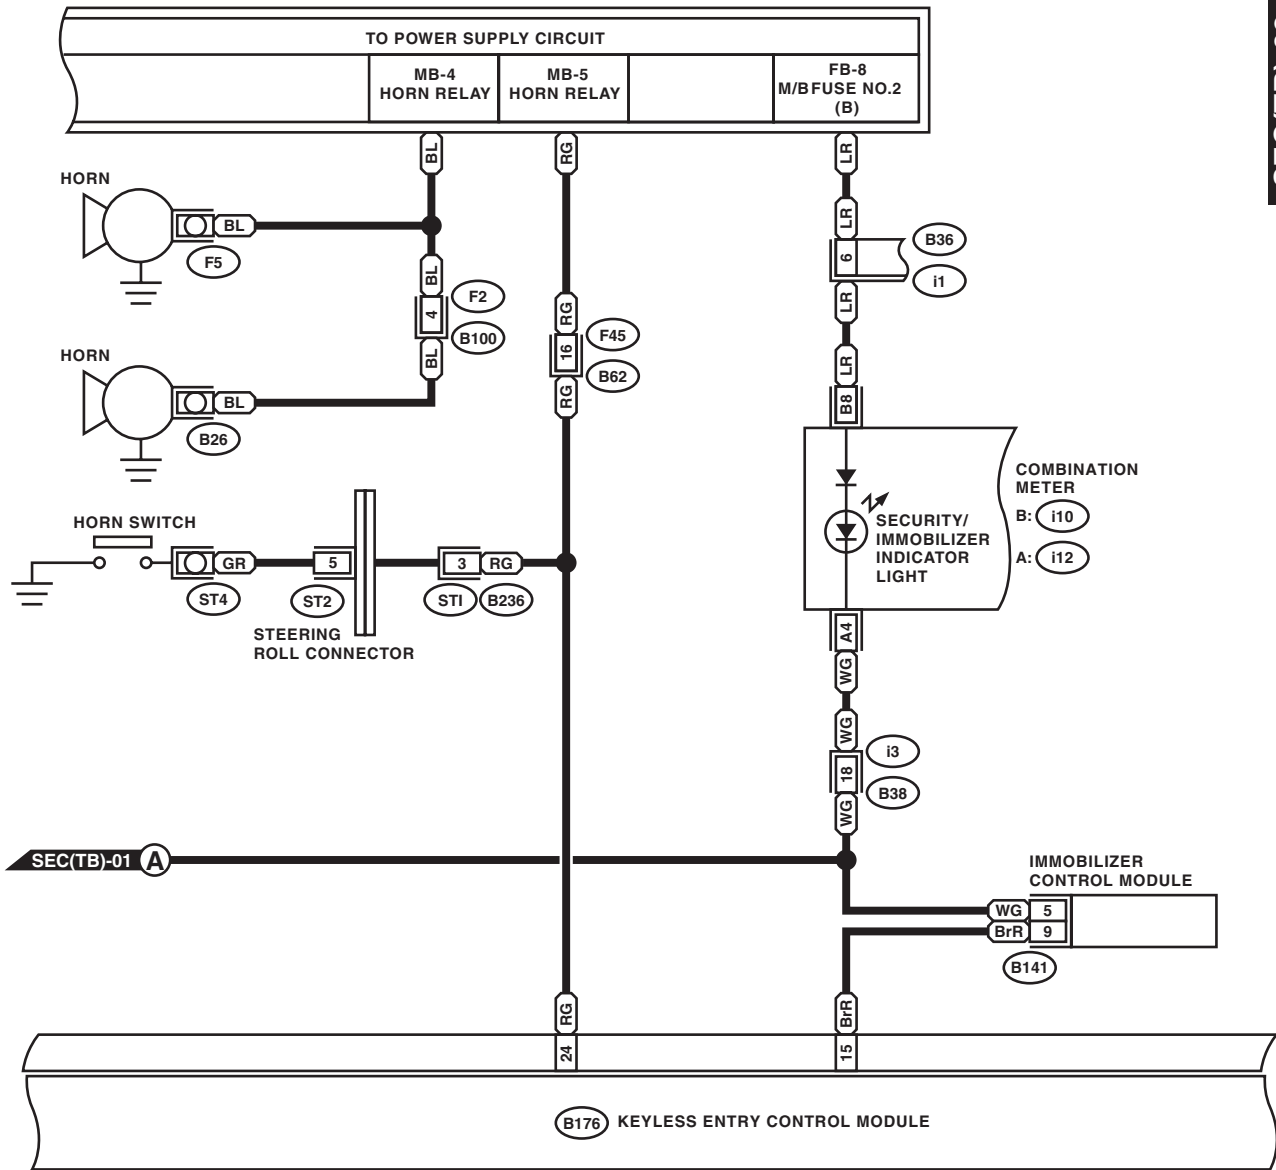 TO POWER SUPPLY CIRCUIT
MB-4
HORN RELAY
MB-5
HORN RELAY
FB-8
M/B FUSE NO.2
(B)
BL
RG
LR
HORN
BL
F5
LR
6
B36
i1
LR
BL
4
F2
B100
BL
RG
16
F45
B62
RG
HORN
BL
B26
LR
B8
COMBINATION
METER
B: i10
A: i12
SECURITY/
IMMOBILIZER
INDICATOR
LIGHT
HORN SWITCH
GR
5
3
RG
ST4
ST2
STI
B236
STEERING
ROLL CONNECTOR
A4
WG
WG
18
i3
B38
WG
SEC(TB)-01 A
IMMOBILIZER
CONTROL MODULE
WG 5
BrR 9
B141
RG
24
BrR
15
B176 KEYLESS ENTRY CONTROL MODULE